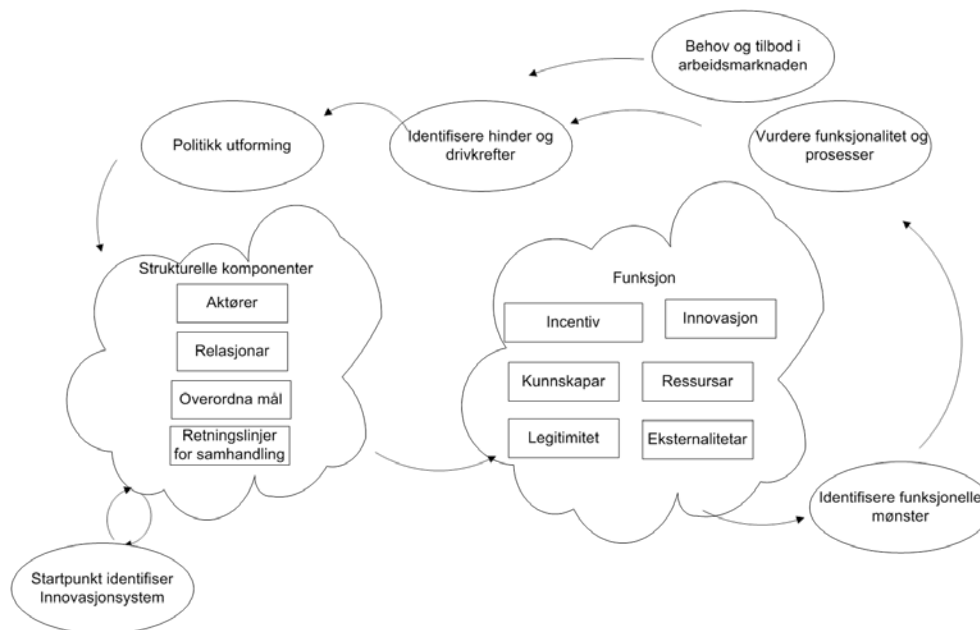 Behov og tilbod i
arbeidsmarknaden
Politikk utforming
Identifisere hinder og
drivkrefter
Vurdere funksjonalitet og
prosesser
Strukturelle komponenter
Aktører
Relasjonar
Overordna mål
Retningslinjer
for samhandling
Funksjon
Incentiv
Innovasjon
Kunnskapar
Ressursar
Legitimitet
Eksternalitetar
Identifisere funksjonelle
mønster
Startpunkt identifiser
Innovasjonsystem